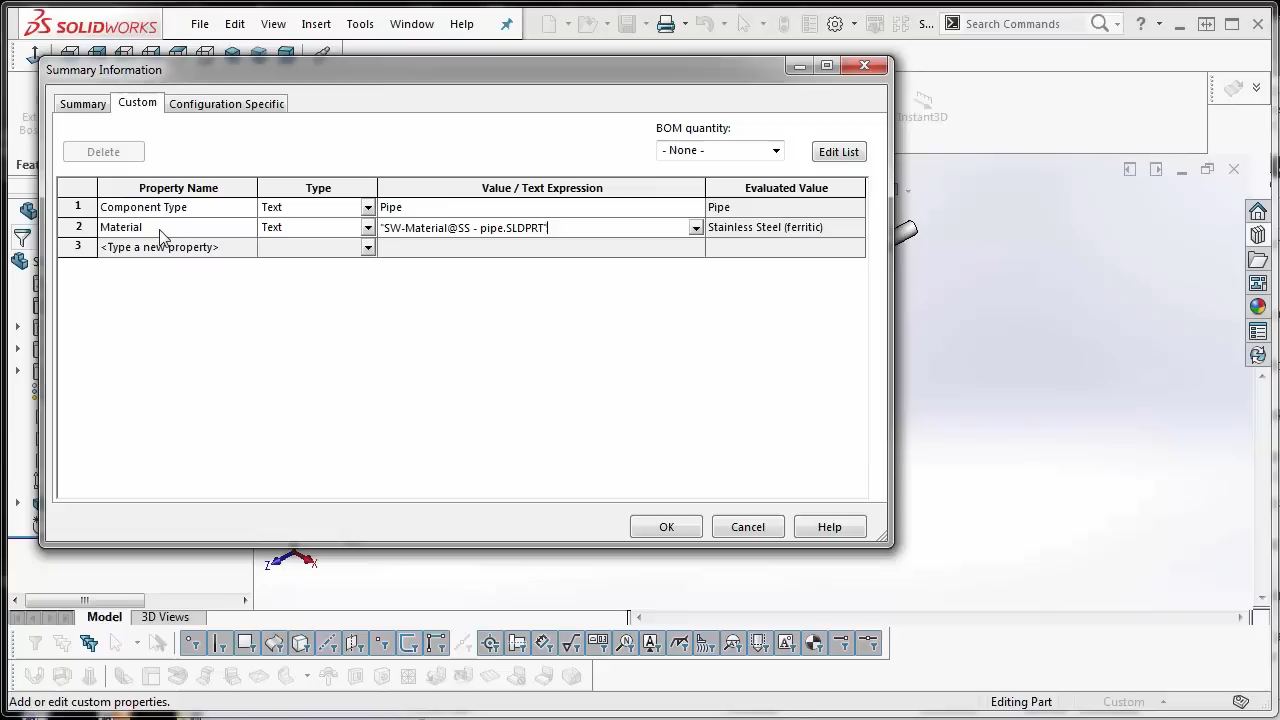 SOLIDWORKS File Edit View Insert Tools Window Help S... Search Commands
Summary Information
Summary Custom Configuration Specific
BOM quantity:
Delete - None - Edit List
Property Name Type Value / Text Expression Evaluated Value
1 Component Type Text Pipe Pipe
2 Material Text "SW-Material@SS - pipe.SLDPRT" Stainless Steel (ferritic)
3 <Type a new property>
OK Cancel Help
Instant3D
Z X
Model 3D Views
Add or edit custom properties. Editing Part Custom